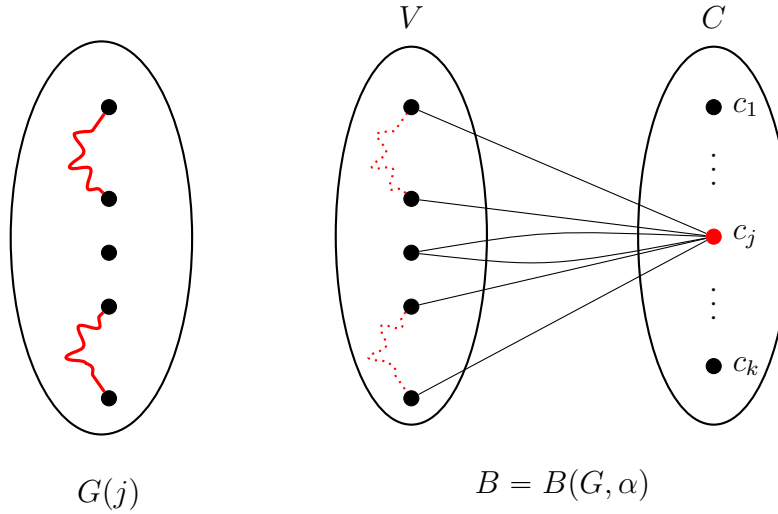 V
C
c_1
⋮
c_j
⋮
c_k
G(j)
B = B(G, α)